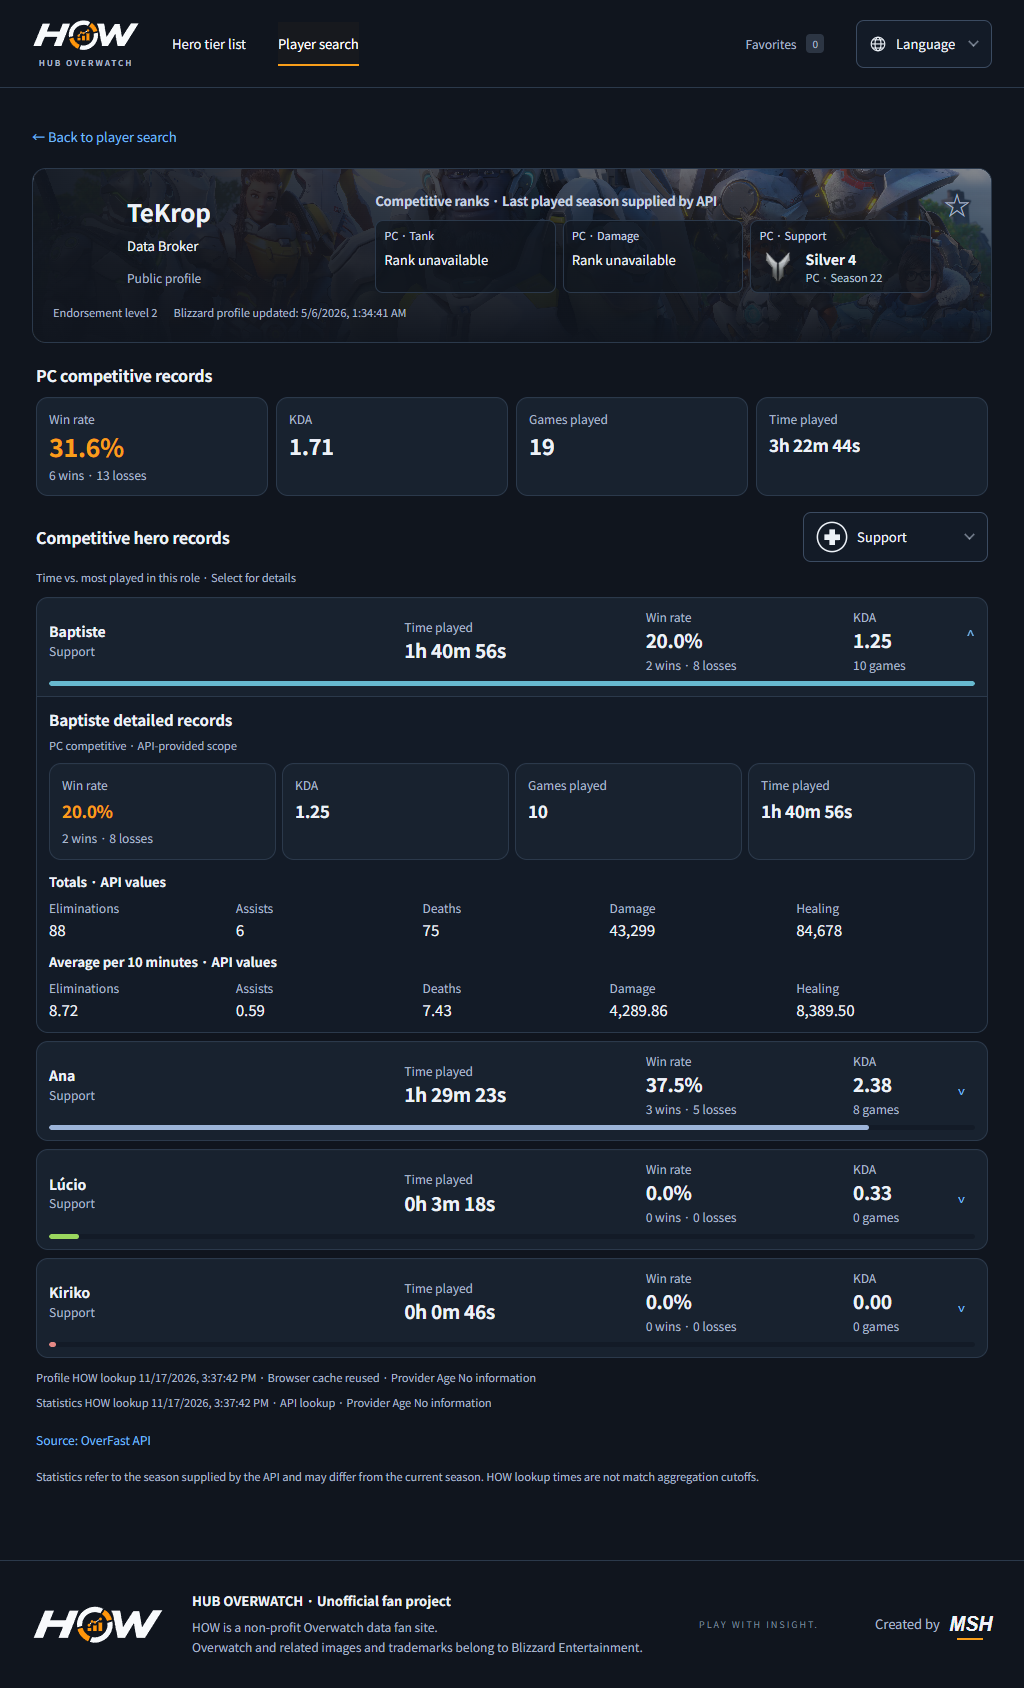 HOW
HUB OVERWATCH
Hero tier list
Player search
Favorites 0
Language
← Back to player search
TeKrop
Data Broker
Public profile
Competitive ranks · Last played season supplied by API
PC · Tank
Rank unavailable
PC · Damage
Rank unavailable
PC · Support
Silver 4
PC · Season 22
Endorsement level 2
Blizzard profile updated: 5/6/2026, 1:34:41 AM
PC competitive records
Win rate
31.6%
6 wins · 13 losses
KDA
1.71
Games played
19
Time played
3h 22m 44s
Competitive hero records
Support
Time vs. most played in this role · Select for details
Baptiste
Support
Time played
1h 40m 56s
Win rate
20.0%
2 wins · 8 losses
KDA
1.25
10 games
^
Baptiste detailed records
PC competitive · API-provided scope
Win rate
20.0%
2 wins · 8 losses
KDA
1.25
Games played
10
Time played
1h 40m 56s
Totals · API values
Eliminations
88
Assists
6
Deaths
75
Damage
43,299
Healing
84,678
Average per 10 minutes · API values
Eliminations
8.72
Assists
0.59
Deaths
7.43
Damage
4,289.86
Healing
8,389.50
Ana
Support
Time played
1h 29m 23s
Win rate
37.5%
3 wins · 5 losses
KDA
2.38
8 games
v
Lúcio
Support
Time played
0h 3m 18s
Win rate
0.0%
0 wins · 0 losses
KDA
0.33
0 games
v
Kiriko
Support
Time played
0h 0m 46s
Win rate
0.0%
0 wins · 0 losses
KDA
0.00
0 games
v
Profile HOW lookup 11/17/2026, 3:37:42 PM · Browser cache reused · Provider Age No information
Statistics HOW lookup 11/17/2026, 3:37:42 PM · API lookup · Provider Age No information
Source: OverFast API
Statistics refer to the season supplied by the API and may differ from the current season. HOW lookup times are not match aggregation cutoffs.
HOW
HUB OVERWATCH · Unofficial fan project
HOW is a non-profit Overwatch data fan site.
Overwatch and related images and trademarks belong to Blizzard Entertainment.
PLAY WITH INSIGHT.
Created by MSH